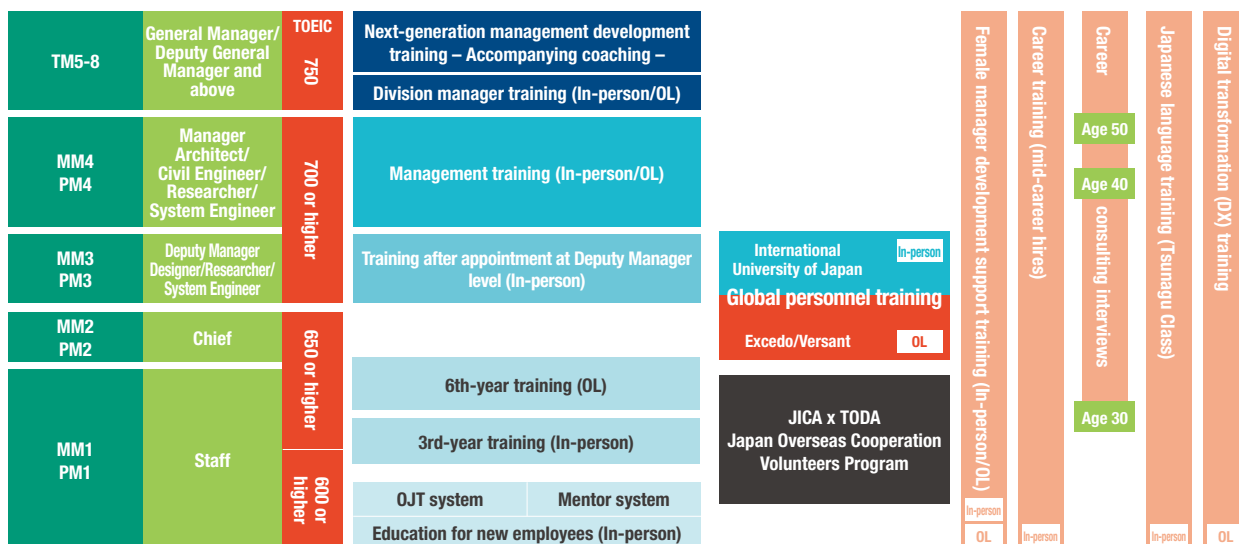 TM5-8
General Manager/
Deputy General
Manager and
above
TOEIC
750
Next-generation management development
training – Accompanying coaching –
Division manager training (In-person/OL)
MM4
PM4
Manager
Architect/
Civil Engineer/
Researcher/
System Engineer
700 or higher
Management training (In-person/OL)
MM3
PM3
Deputy Manager
Designer/Researcher/
System Engineer
Training after appointment at Deputy Manager
level (In-person)
MM2
PM2
Chief
650 or higher
6th-year training (OL)
MM1
PM1
Staff
600 or
higher
3rd-year training (In-person)
OJT system
Mentor system
Education for new employees (In-person)
International
University of Japan
In-person
Global personnel training
Excedo/Versant
OL
JICA x TODA
Japan Overseas Cooperation
Volunteers Program
Female manager development support training (In-person/OL)
In-person
OL
Career training (mid-career hires)
In-person
Career
Age 50
Age 40
consulting interviews
Age 30
Japanese language training (Tsunagu Class)
In-person
Digital transformation (DX) training
OL